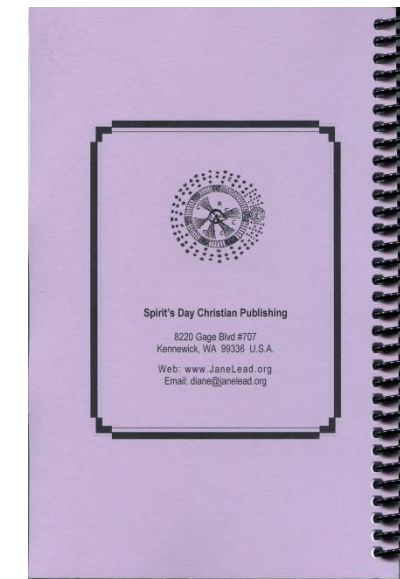 Spirit's Day Christian Publishing
8220 Gage Blvd #707
Kennewick, WA 99336 U.S.A.
Web: www.JaneLead.org
Email: diane@janelead.org